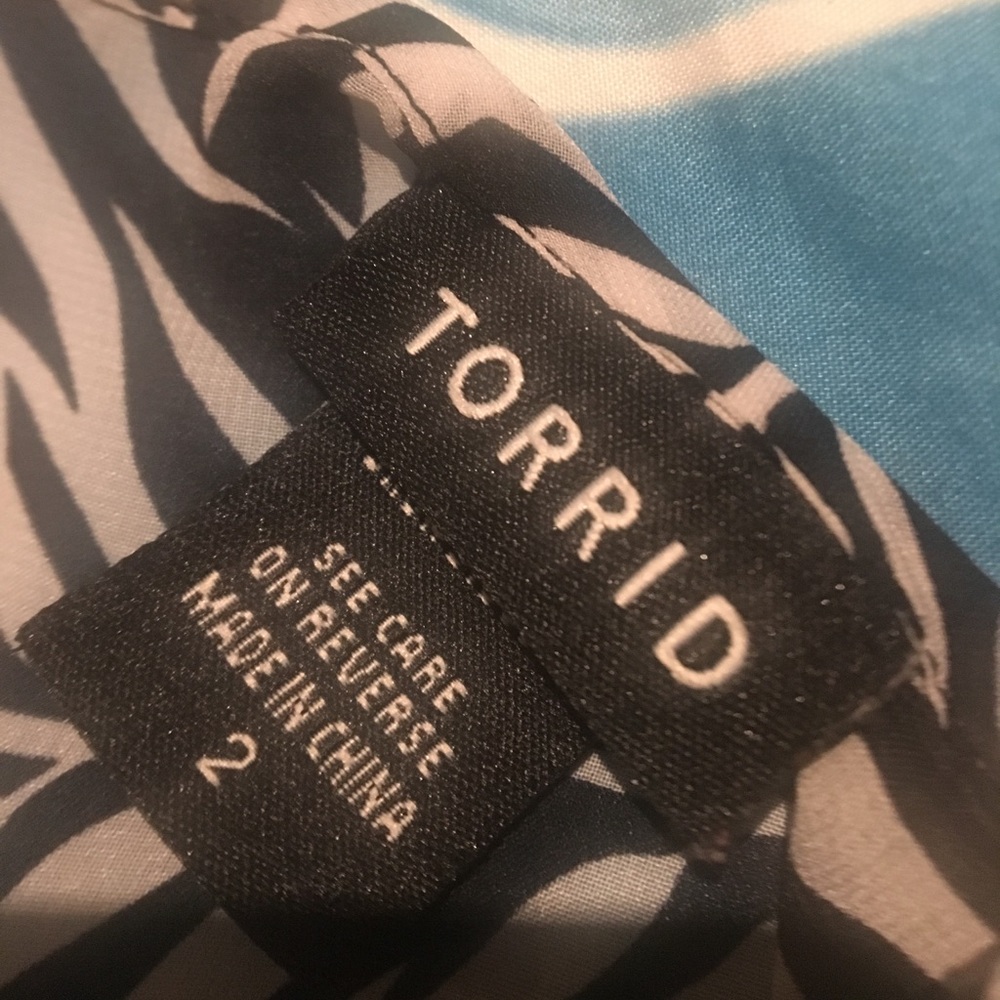 TORRID
SEE CARE
ON REVERSE
MADE IN CHINA
2